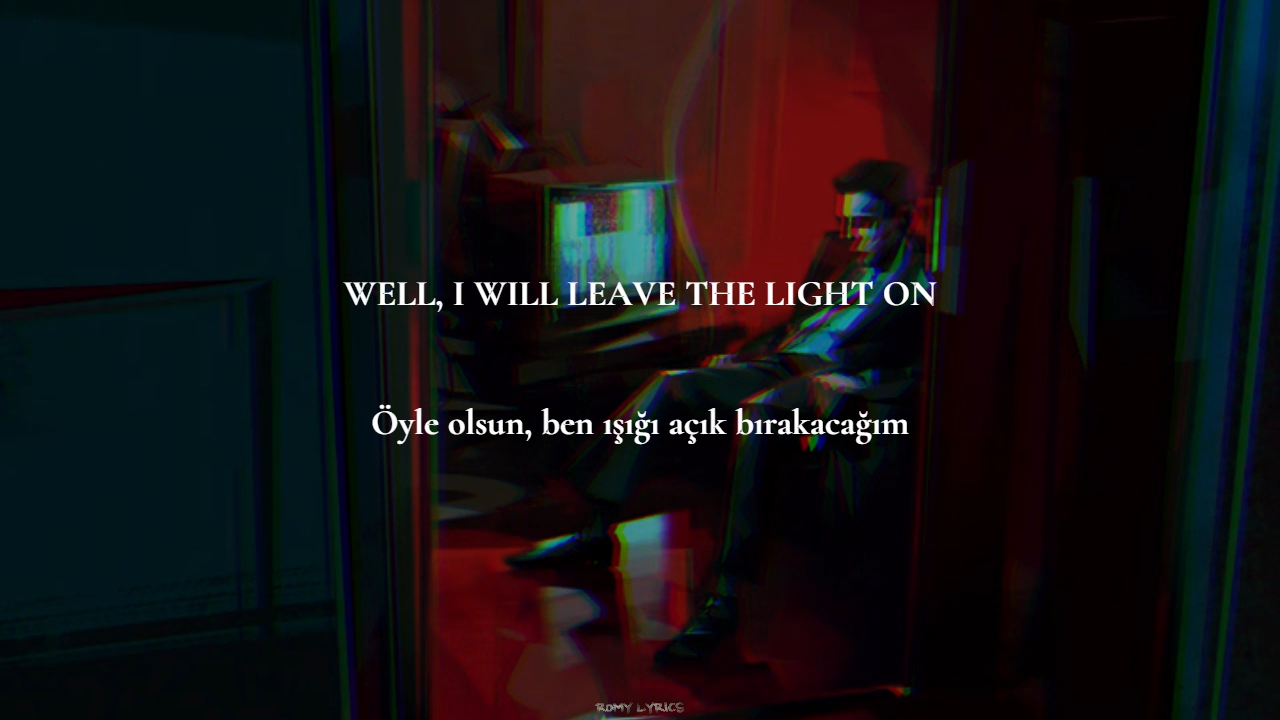 WELL, I WILL LEAVE THE LIGHT ON
Öyle olsun, ben ışığı açık bırakacağım
ROMY LYRICS